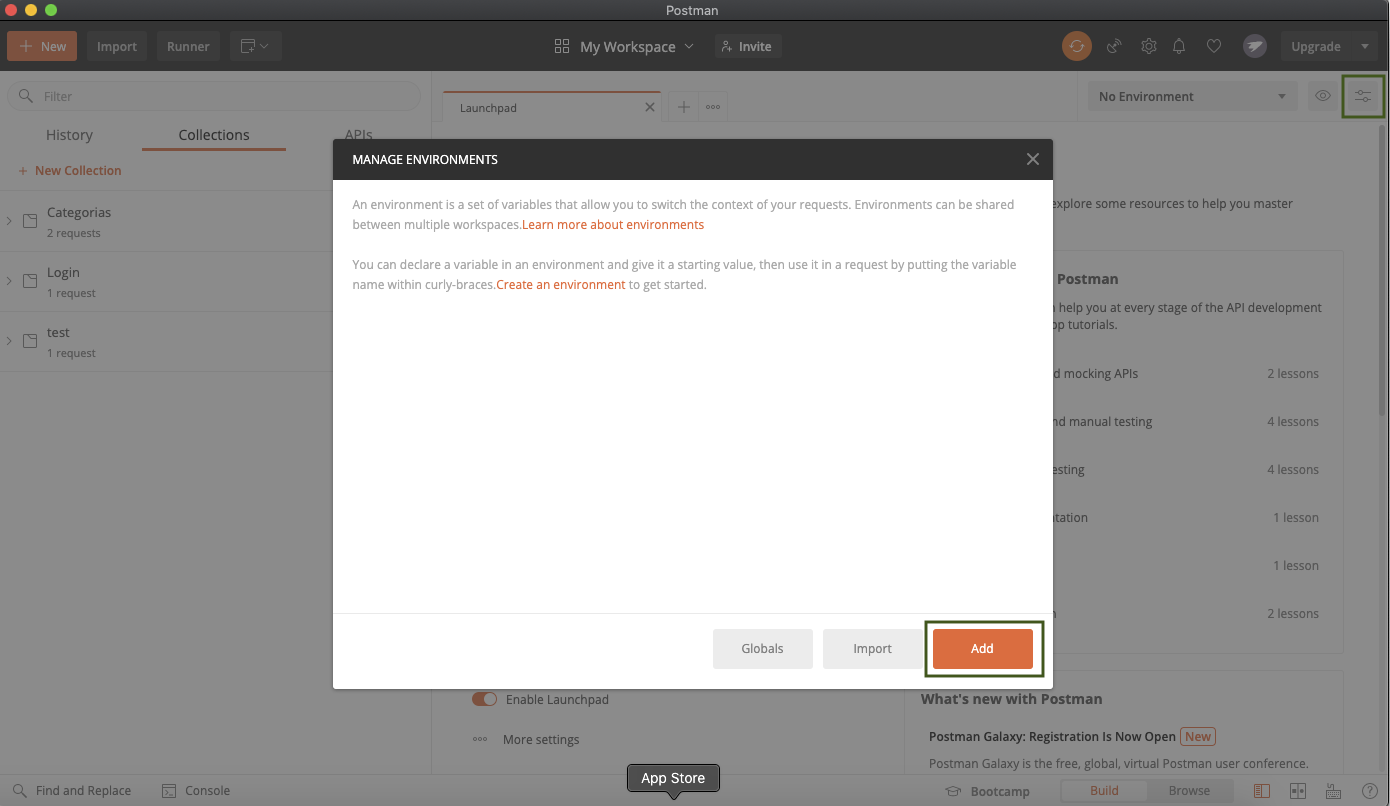 Postman
New
Import
Runner
My Workspace
Invite
Upgrade
Filter
Launchpad
No Environment
History
Collections
APIs
New Collection
Categorias
2 requests
Login
1 request
test
1 request
MANAGE ENVIRONMENTS
An environment is a set of variables that allow you to switch the context of your requests. Environments can be shared
between multiple workspaces.Learn more about environments
You can declare a variable in an environment and give it a starting value, then use it in a request by putting the variable
name within curly-braces.Create an environment to get started.
explore some resources to help you master
Postman
help you at every stage of the API development
tutorials.
mocking APIs
2 lessons
manual testing
4 lessons
4 lessons
1 lesson
1 lesson
2 lessons
Globals
Import
Add
Enable Launchpad
More settings
What's new with Postman
Postman Galaxy: Registration Is Now Open New
Postman Galaxy is the free, global, virtual Postman user conference.
App Store
Find and Replace
Console
Bootcamp
Build
Browse